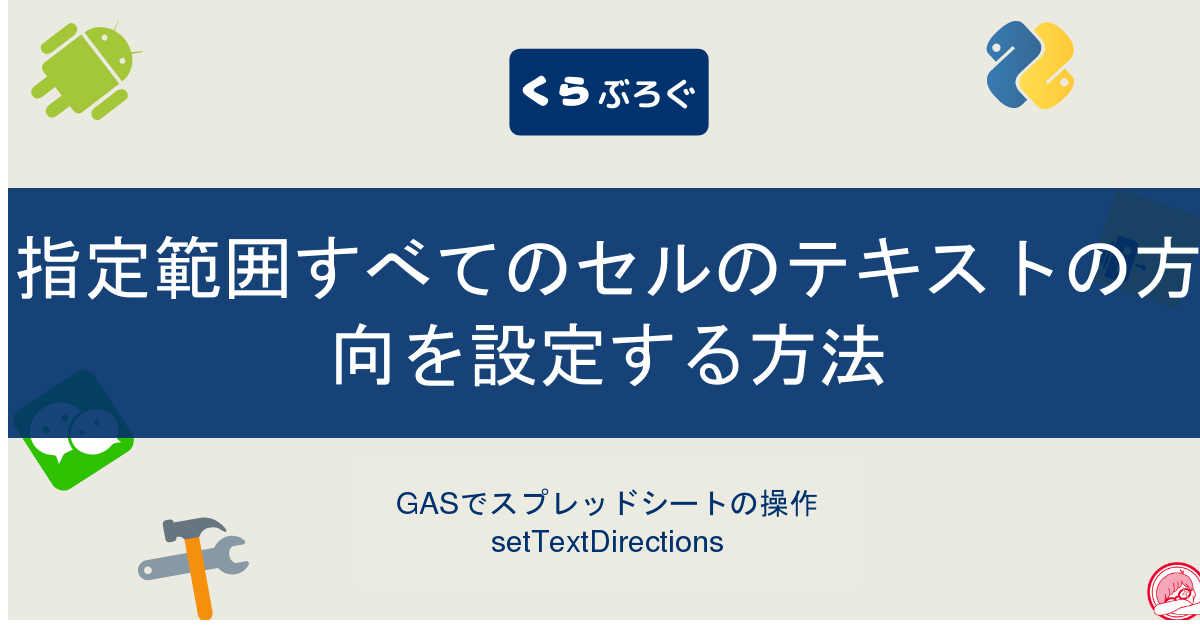 くらぶろぐ
指定範囲すべてのセルのテキストの方
向を設定する方法
GASでスプレッドシートの操作
setTextDirections